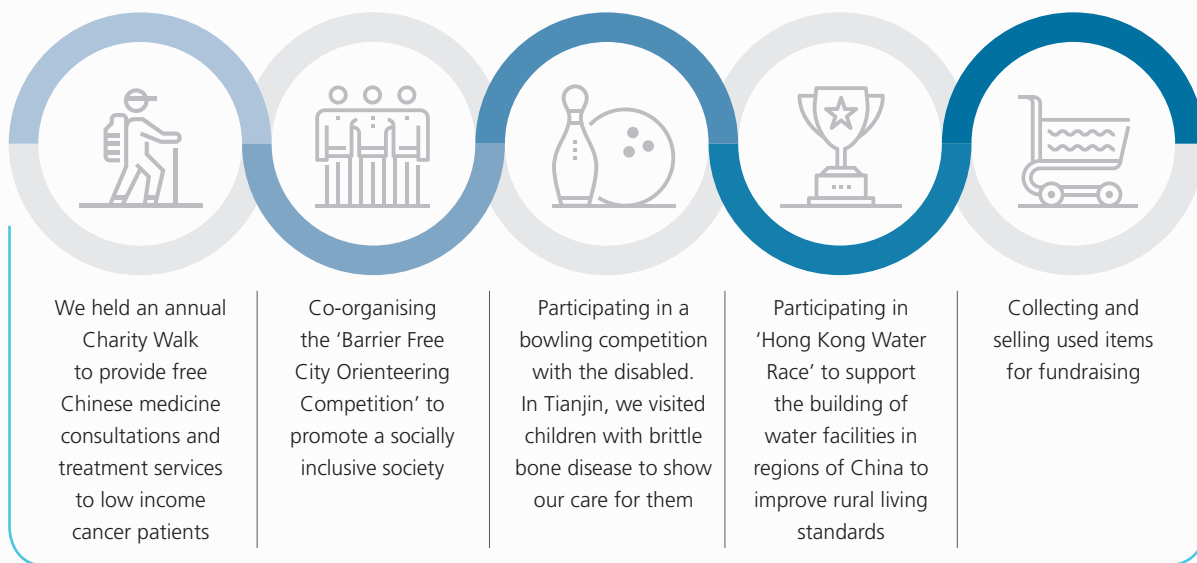 We held an annual
Charity Walk
to provide free
Chinese medicine
consultations and
treatment services
to low income
cancer patients
Co-organising
the ‘Barrier Free
City Orienteering
Competition’ to
promote a socially
inclusive society
Participating in a
bowling competition
with the disabled.
In Tianjin, we visited
children with brittle
bone disease to show
our care for them
Participating in
‘Hong Kong Water
Race’ to support
the building of
water facilities in
regions of China to
improve rural living
standards
Collecting and
selling used items
for fundraising